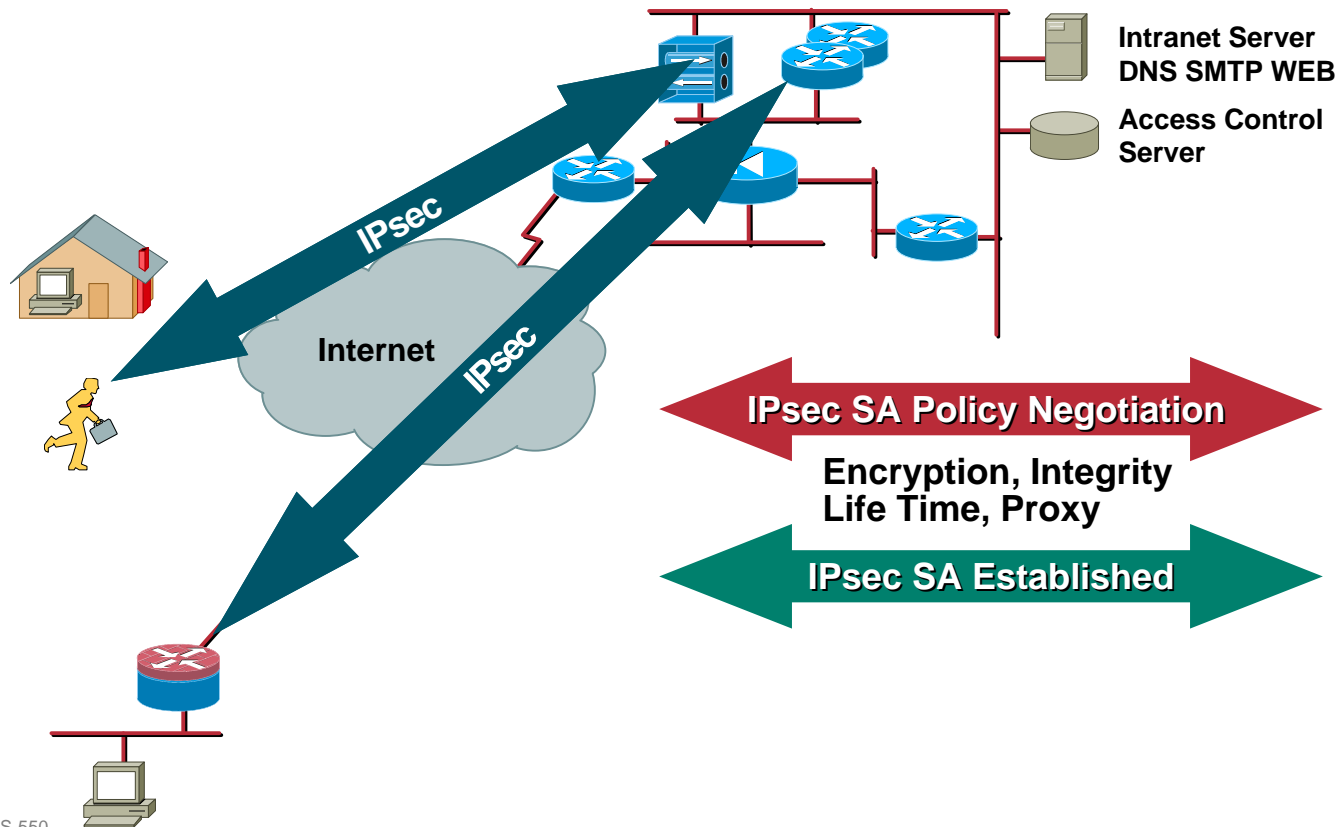 Intranet Server
DNS SMTP WEB
Access Control
Server
IPsec
Internet
IPsec
IPsec SA Policy Negotiation
Encryption, Integrity
Life Time, Proxy
IPsec SA Established